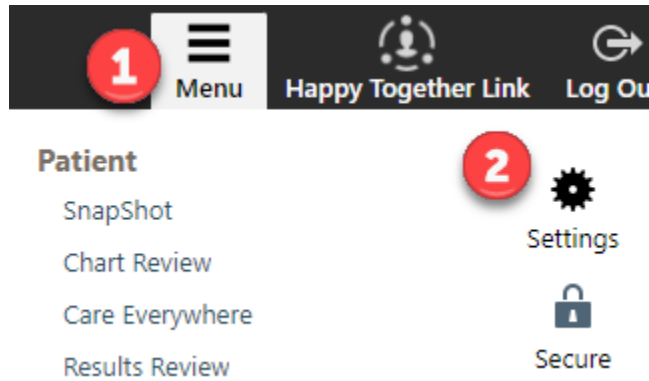 1
Menu
Happy Together Link
Log Ou
Patient
2
SnapShot
Settings
Chart Review
Care Everywhere
Results Review
Secure